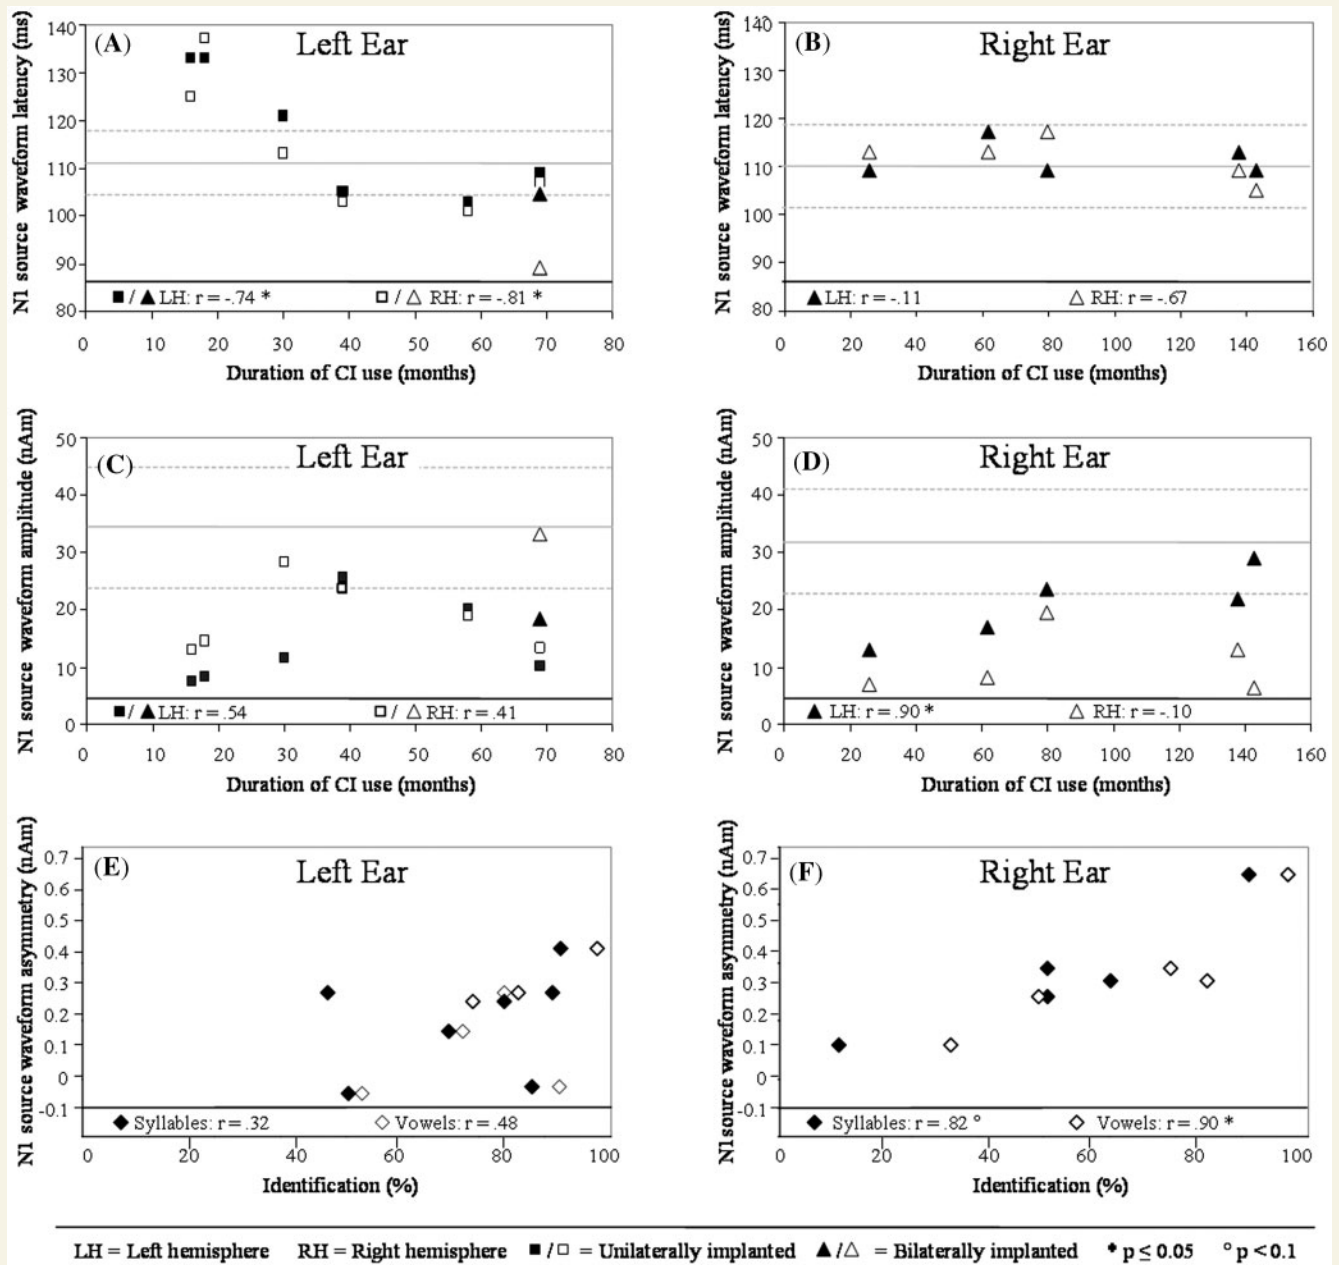 (A) Left Ear
N1 source waveform latency (ms)
140
130
120
110
100
90
80
■ / ▲ LH: r = -.74 * □ / △ RH: r = -.81 *
0 10 20 30 40 50 60 70 80
Duration of CI use (months)
(B) Right Ear
N1 source waveform latency (ms)
140
130
120
110
100
90
80
▲ LH: r = -.11 △ RH: r = -.67
0 20 40 60 80 100 120 140 160
Duration of CI use (months)
(C) Left Ear
N1 source waveform amplitude (nAm)
50
40
30
20
10
0
■ / ▲ LH: r = .54 □ / △ RH: r = .41
0 10 20 30 40 50 60 70 80
Duration of CI use (months)
(D) Right Ear
N1 source waveform amplitude (nAm)
50
40
30
20
10
0
▲ LH: r = .90 * △ RH: r = -.10
0 20 40 60 80 100 120 140 160
Duration of CI use (months)
(E) Left Ear
N1 source waveform asymmetry (nAm)
0.7
0.6
0.5
0.4
0.3
0.2
0.1
0
-0.1
◆ Syllables: r = .32 ◇ Vowels: r = .48
0 20 40 60 80 100
Identification (%)
(F) Right Ear
N1 source waveform asymmetry (nAm)
0.7
0.6
0.5
0.4
0.3
0.2
0.1
0
-0.1
◆ Syllables: r = .82 ° ◇ Vowels: r = .90 *
0 20 40 60 80 100
Identification (%)
LH = Left hemisphere RH = Right hemisphere ■/□ = Unilaterally implanted ▲/△ = Bilaterally implanted * p ≤ 0.05 ° p < 0.1